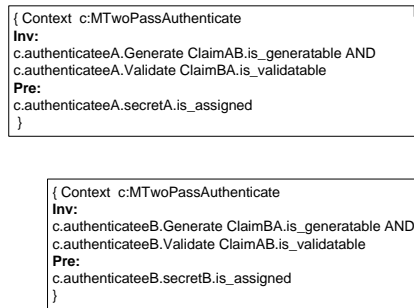 { Context  c:MTwoPassAuthenticate
Inv:
c.authenticateeA.Generate ClaimAB.is_generatable AND
c.authenticateeA.Validate ClaimBA.is_validatable
Pre:
c.authenticateeA.secretA.is_assigned
}
{ Context  c:MTwoPassAuthenticate
Inv:
c.authenticateeB.Generate ClaimBA.is_generatable AND
c.authenticateeB.Validate ClaimAB.is_validatable
Pre:
c.authenticateeB.secretB.is_assigned
}